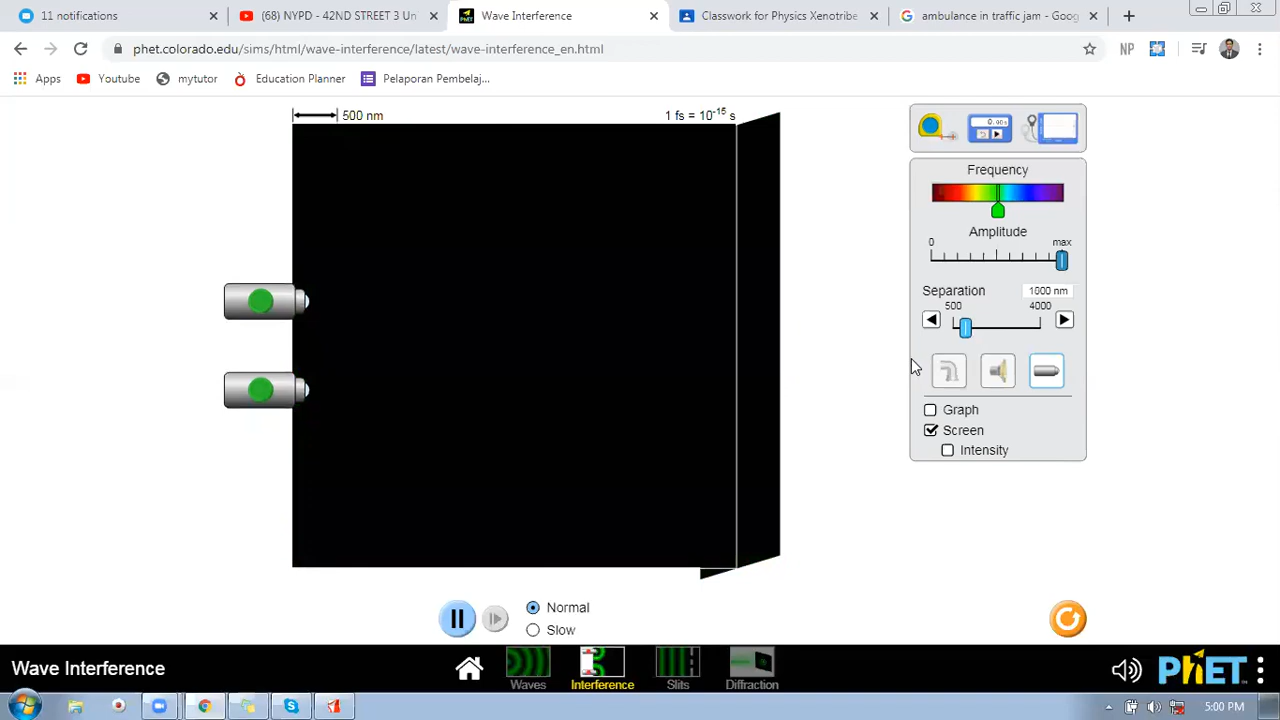 11 notifications
(68) NYPD - 42ND STREET 3 Un
Wave Interference
Classwork for Physics Xenotribe
ambulance in traffic jam - Goog
phet.colorado.edu/sims/html/wave-interference/latest/wave-interference_en.html
NP
Apps
Youtube
mytutor
Education Planner
Pelaporan Pembelaj...
500 nm
1 fs = 10⁻¹⁵ s
Frequency
Amplitude
0
max
Separation
1000 nm
500
4000
Graph
Screen
Intensity
Normal
Slow
Wave Interference
Waves
Interference
Slits
Diffraction
PhET
5:00 PM